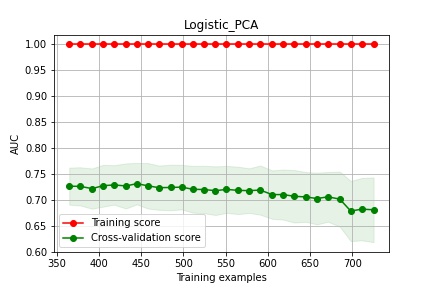 Logistic_PCA
1.00
0.95
0.90
0.85
0.80
0.75
0.70
0.65
0.60
AUC
Training score
Cross-validation score
350 400 450 500 550 600 650 700
Training examples